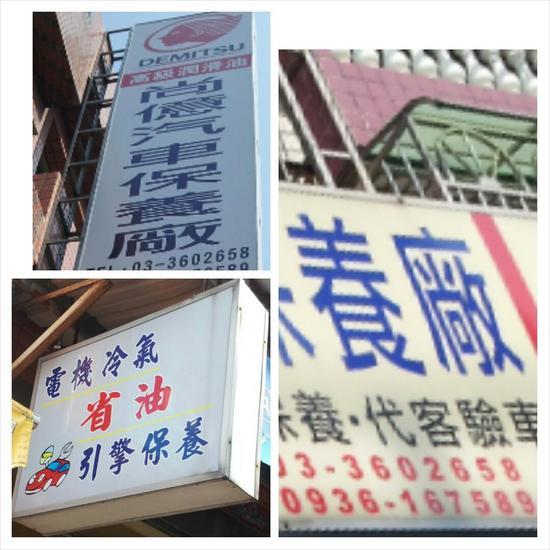 DEMITSU
高級潤滑油
尚億汽車保養廠
TEL:03-3602658
電機冷氣
省油
引擎保養
養廠
保養·代客驗車
03-3602658
0936-167589